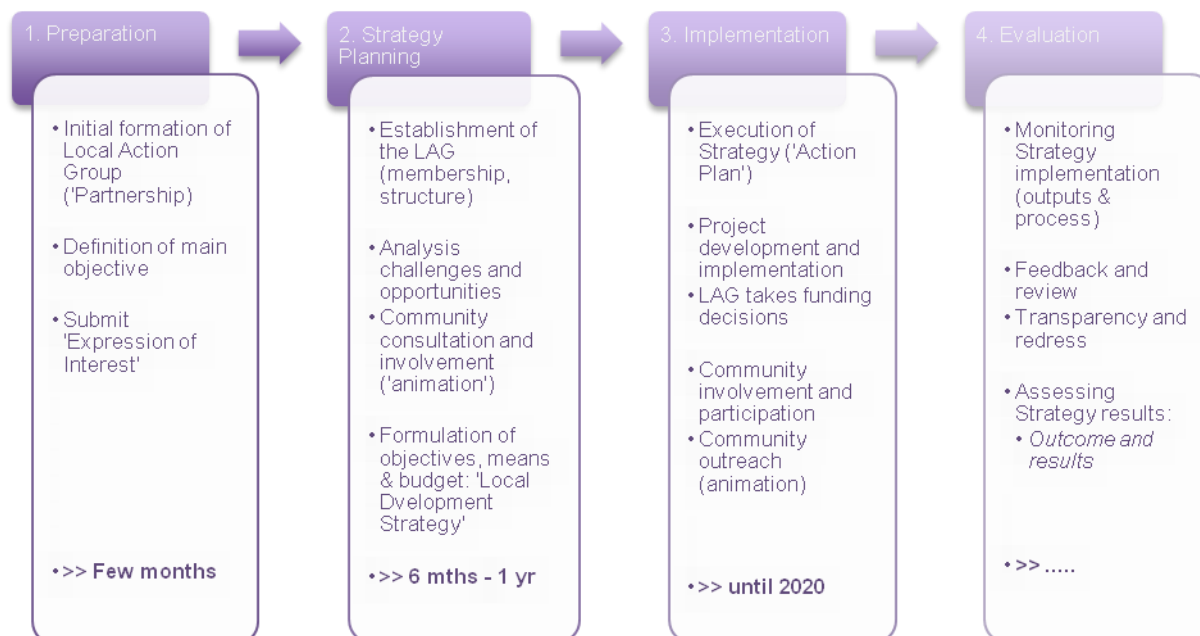 1. Preparation
• Initial formation of
Local Action
Group
('Partnership)
• Definition of main
objective
• Submit
'Expression of
Interest'
• >> Few months
2. Strategy
Planning
• Establishment of
the LAG
(membership,
structure)
• Analysis
challenges and
opportunities
• Community
consultation and
involvement
('animation')
• Formulation of
objectives, means
& budget: 'Local
Dvelopment
Strategy'
• >> 6 mths - 1 yr
3. Implementation
• Execution of
Strategy ('Action
Plan')
• Project
development and
implementation
• LAG takes funding
decisions
• Community
involvement and
participation
• Community
outreach
(animation)
• >> until 2020
4. Evaluation
• Monitoring
Strategy
implementation
(outputs &
process)
• Feedback and
review
• Transparency and
redress
• Assessing
Strategy results:
• Outcome and
results
• >> .....